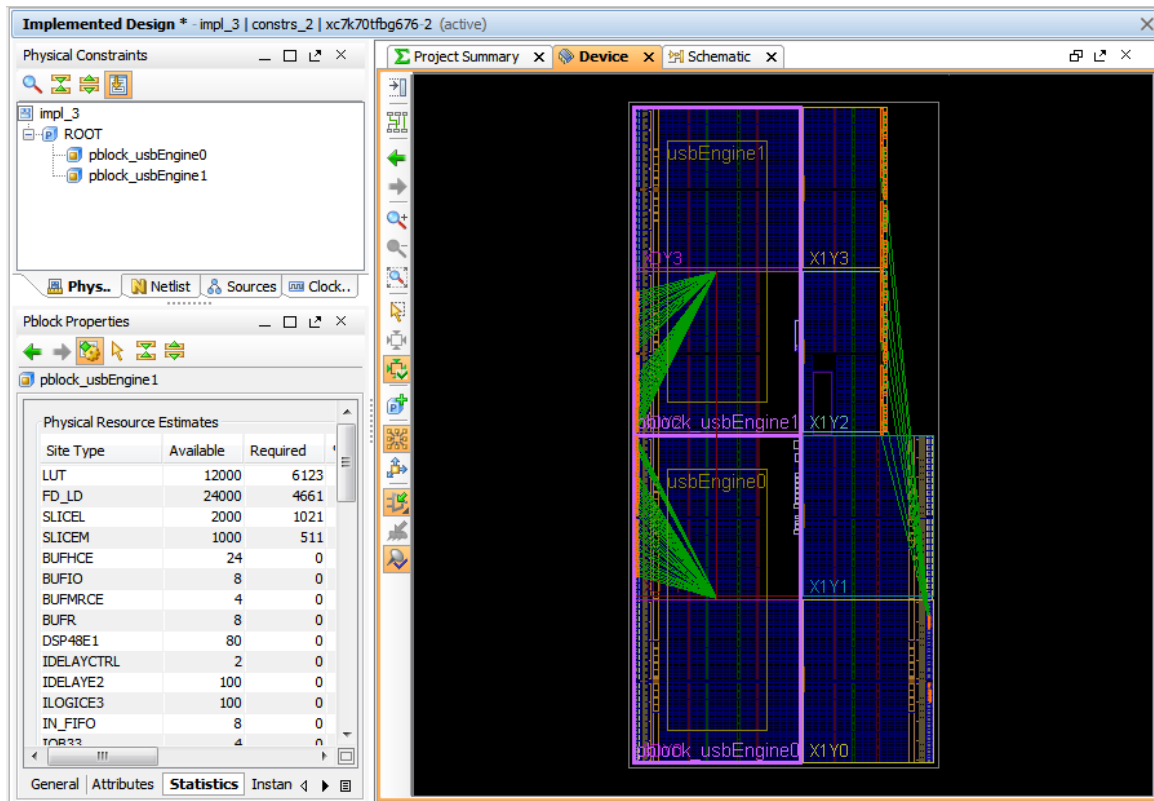 Implemented Design * - impl_3 | constrs_2 | xc7k70tfbg676-2 (active)
Physical Constraints
impl_3
ROOT
pblock_usbEngine0
pblock_usbEngine1
Phys.. Netlist Sources Clock..
Pblock Properties
pblock_usbEngine1
Physical Resource Estimates
Site Type Available Required
LUT 12000 6123
FD_LD 24000 4661
SLICEL 2000 1021
SLICEM 1000 511
BUFHCE 24 0
BUFIO 8 0
BUFMRCE 4 0
BUFR 8 0
DSP48E1 80 0
IDELAYCTRL 2 0
IDELAYE2 100 0
ILOGICE3 100 0
IN_FIFO 8 0
IOB33 4 0
General Attributes Statistics Instan
Project Summary Device Schematic
usbEngine1
X1Y3
pblock_usbEngine1 X1Y2
usbEngine0
X1Y1
pblock_usbEngine0 X1Y0